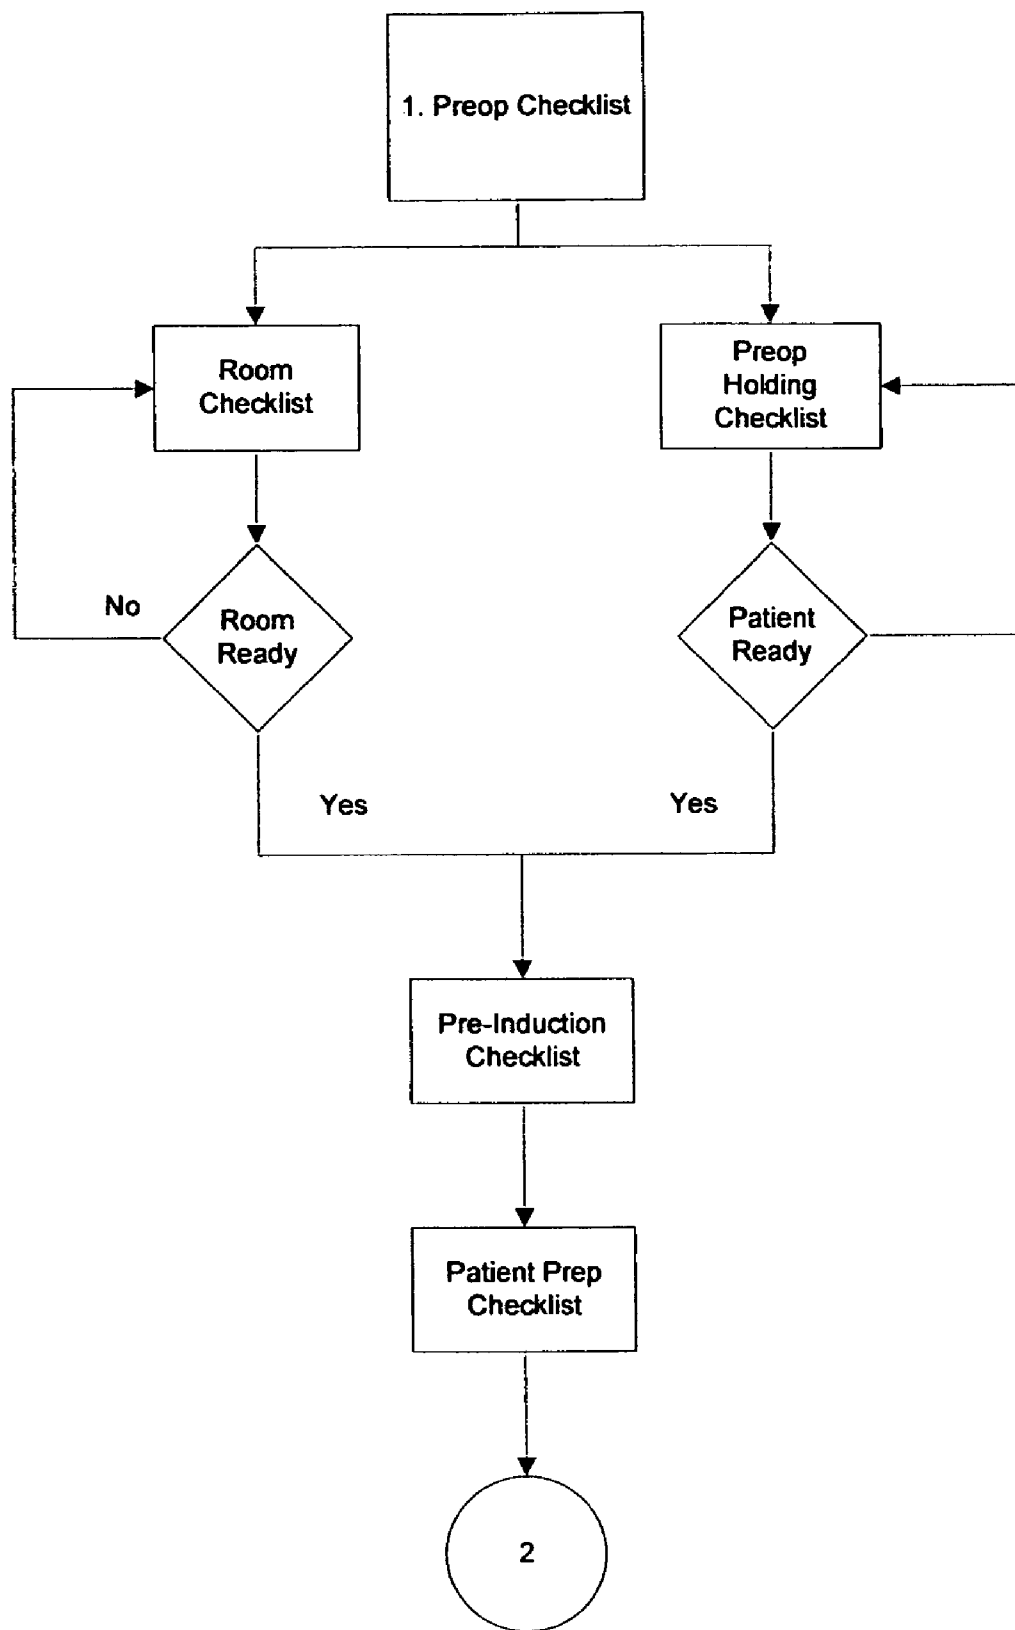 1. Preop Checklist
Room
Checklist
Preop
Holding
Checklist
No
Room
Ready
Patient
Ready
Yes
Yes
Pre-Induction
Checklist
Patient Prep
Checklist
2